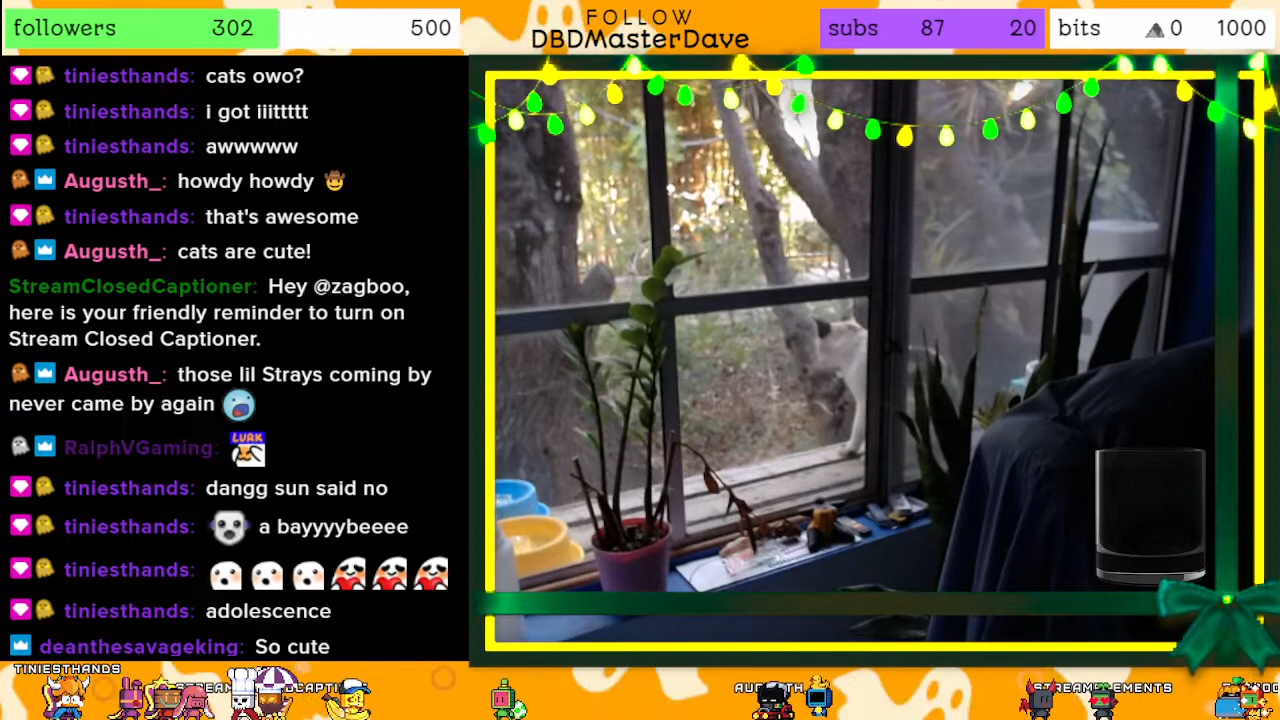 followers 302 500
FOLLOW
DBDMasterDave
subs 87 20
bits 0 1000
tiniesthands: cats owo?
tiniesthands: i got iiittttt
tiniesthands: awwwww
Augusth_: howdy howdy 🤠
tiniesthands: that's awesome
Augusth_: cats are cute!
StreamClosedCaptioner: Hey @zagboo,
here is your friendly reminder to turn on
Stream Closed Captioner.
Augusth_: those lil Strays coming by
never came by again
RalphVGaming: LURK
tiniesthands: dangg sun said no
tiniesthands: a bayyyybeeee
tiniesthands:
tiniesthands: adolescence
deanthesavageking: So cute
TINIESTHANDS